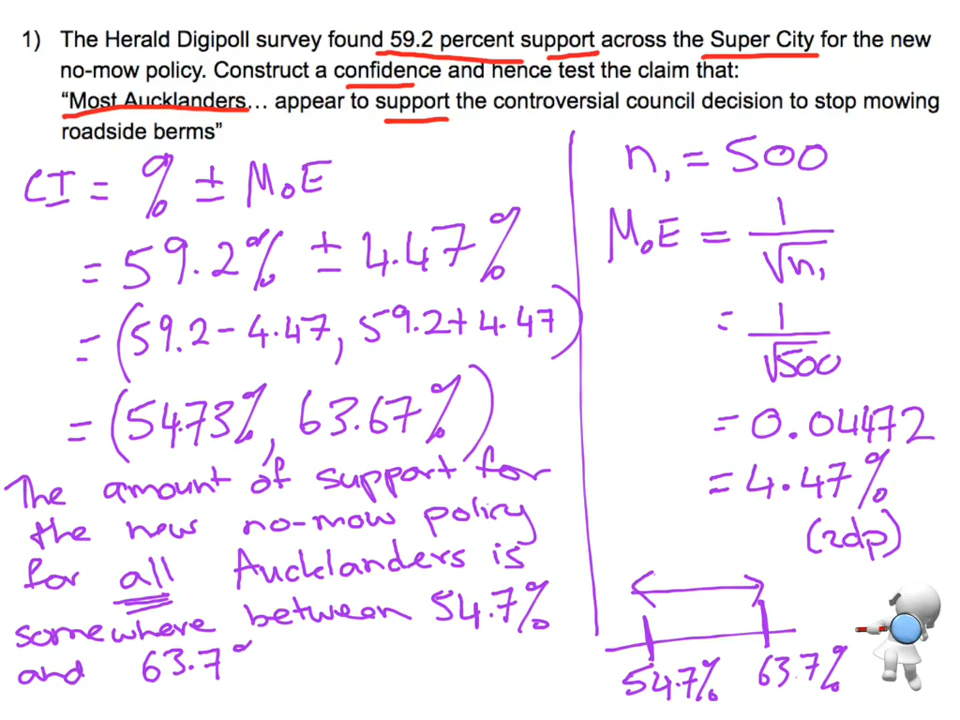 1) The Herald Digipoll survey found 59.2 percent support across the Super City for the new
no-mow policy. Construct a confidence and hence test the claim that:
“Most Aucklanders… appear to support the controversial council decision to stop mowing
roadside berms”
CI = % ± MoE
= 59.2% ± 4.47%
= (59.2 - 4.47, 59.2 + 4.47)
= (54.73%, 63.67%)
The amount of support for
the new no-mow policy
for all Aucklanders is
somewhere between 54.7%
and 63.7%
n₁ = 500
MoE = 1/√n₁
= 1/√500
= 0.04472
= 4.47%
(2dp)
54.7% 63.7%